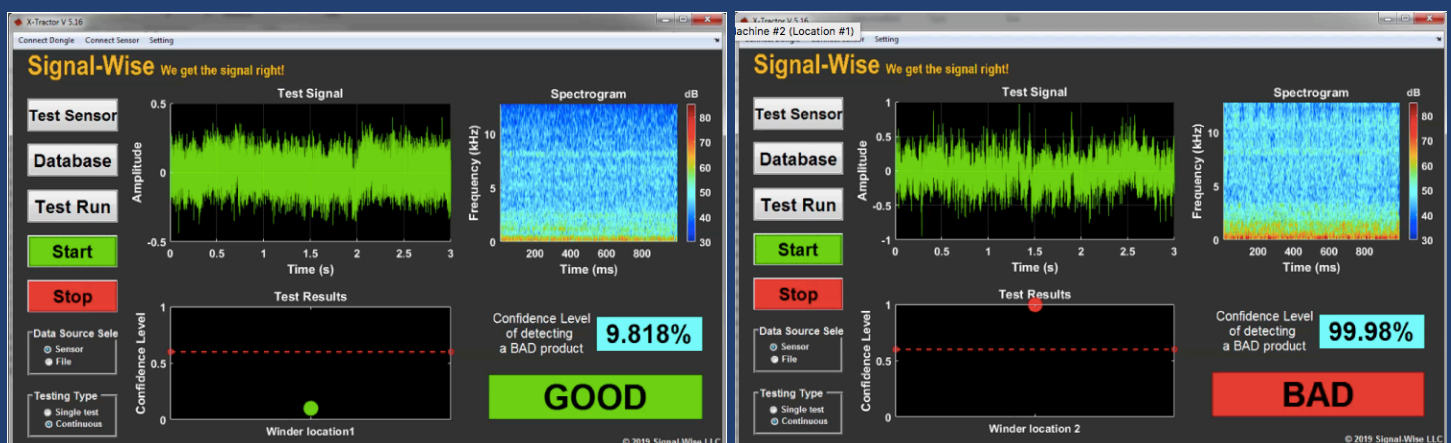 X-Tractor V 5.16
Connect Dongle Connect Sensor Setting
Signal-Wise We get the signal right!
Test Sensor
Database
Test Run
Start
Stop
Data Source Sele
Sensor
File
Testing Type
Single test
Continuous
Test Signal
Amplitude
0.5
0
-0.5
0 0.5 1 1.5 2 2.5 3
Time (s)
Spectrogram
Frequency (kHz)
10
5
0
200 400 600 800
Time (ms)
dB
80
70
60
50
40
30
Test Results
Confidence Level
1
0.5
0
Winder location1
Confidence Level
of detecting
a BAD product
9.818%
GOOD
© 2019 Signal-Wise LLC
X-Tractor V 5.16
Machine #2 (Location #1)
Setting
Signal-Wise We get the signal right!
Test Sensor
Database
Test Run
Start
Stop
Data Source Sele
Sensor
File
Testing Type
Single test
Continuous
Test Signal
Amplitude
1
0.5
0
-0.5
-1
0 0.5 1 1.5 2 2.5 3
Time (s)
Spectrogram
Frequency (kHz)
10
5
0
200 400 600 800
Time (ms)
dB
80
70
60
50
40
30
Test Results
Confidence Level
1
0.5
0
Winder location 2
Confidence Level
of detecting
a BAD product
99.98%
BAD
© 2019 Signal-Wise LLC